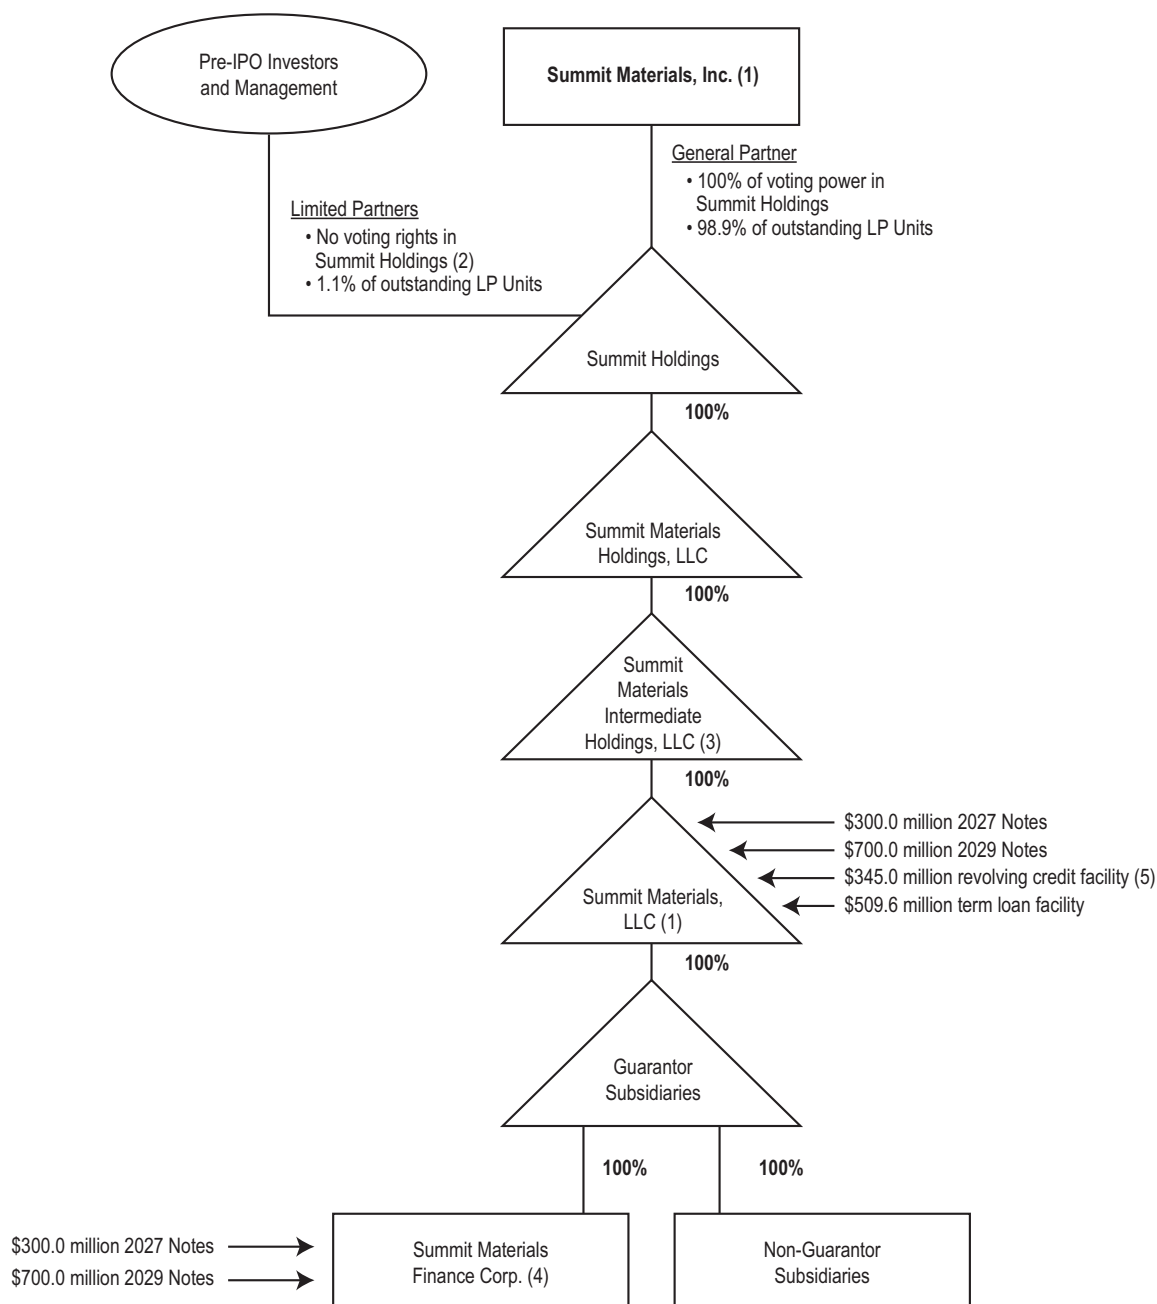 Pre-IPO Investors
and Management
Summit Materials, Inc. (1)
General Partner
• 100% of voting power in
Summit Holdings
• 98.9% of outstanding LP Units
Limited Partners
• No voting rights in
Summit Holdings (2)
• 1.1% of outstanding LP Units
Summit Holdings
100%
Summit Materials
Holdings, LLC
100%
Summit
Materials
Intermediate
Holdings, LLC (3)
100%
$300.0 million 2027 Notes
$700.0 million 2029 Notes
$345.0 million revolving credit facility (5)
$509.6 million term loan facility
Summit Materials,
LLC (1)
100%
Guarantor
Subsidiaries
100%
100%
$300.0 million 2027 Notes
$700.0 million 2029 Notes
Summit Materials
Finance Corp. (4)
Non-Guarantor
Subsidiaries